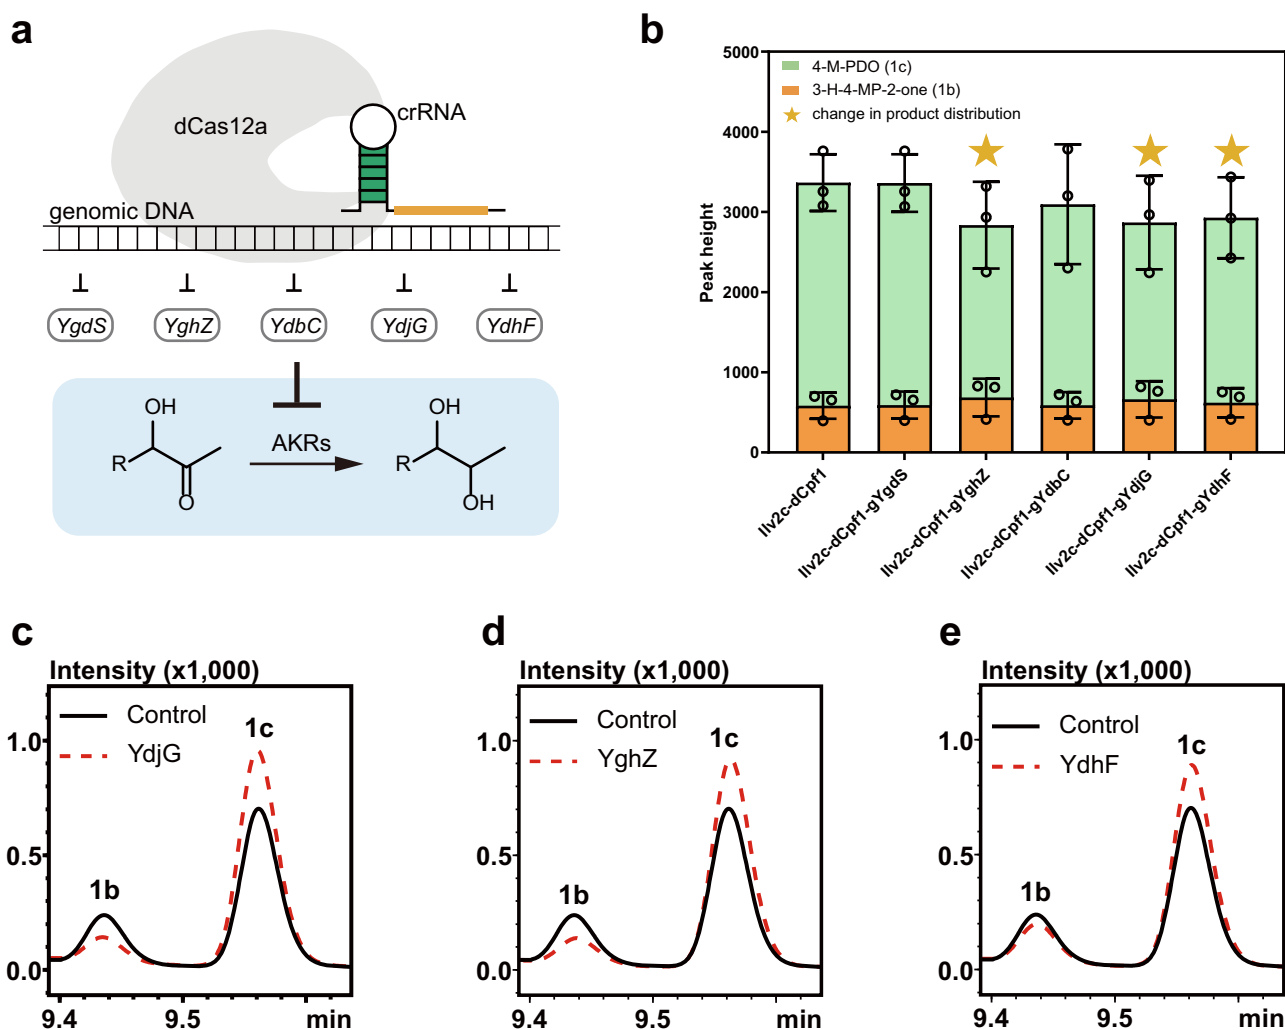 a
dCas12a
crRNA
genomic DNA
YgdS
YghZ
YdbC
YdjG
YdhF
OH
R
O
AKRs
OH
R
OH
b
5000
4000
3000
2000
1000
0
Peak height
4-M-PDO (1c)
3-H-4-MP-2-one (1b)
change in product distribution
Ilv2c-dCpf1
Ilv2c-dCpf1-gYgdS
Ilv2c-dCpf1-gYghZ
Ilv2c-dCpf1-gYdbC
Ilv2c-dCpf1-gYdjG
Ilv2c-dCpf1-gYdhF
c
Intensity (x1,000)
Control
YdjG
1c
1b
1.0
0.5
0.0
9.4
9.5
min
d
Intensity (x1,000)
Control
YghZ
1c
1b
1.0
0.5
0.0
9.4
9.5
min
e
Intensity (x1,000)
Control
YdhF
1c
1b
1.0
0.5
0.0
9.4
9.5
min